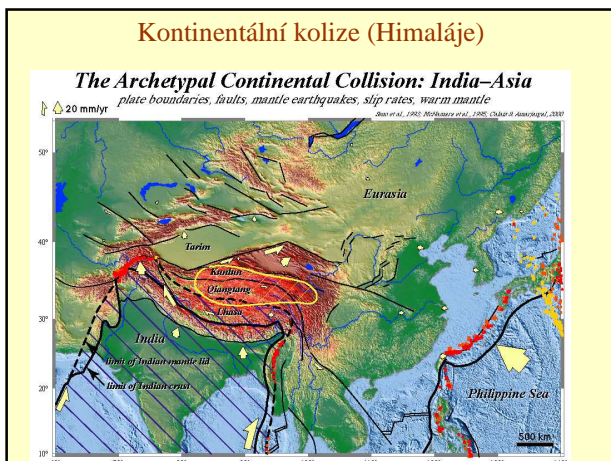 Kontinentální kolize (Himaláje)
The Archetypal Continental Collision: India–Asia
20 mm/yr
plate boundaries, faults, mantle earthquakes, slip rates, warm mantle
50˚
Eurasia
40˚
Tarim
Kunlun
Qiangtang
30˚
Lhasa
India
limit of Indian mantle lid
limit of Indian crust
20˚
Philippine Sea
500 km
10˚